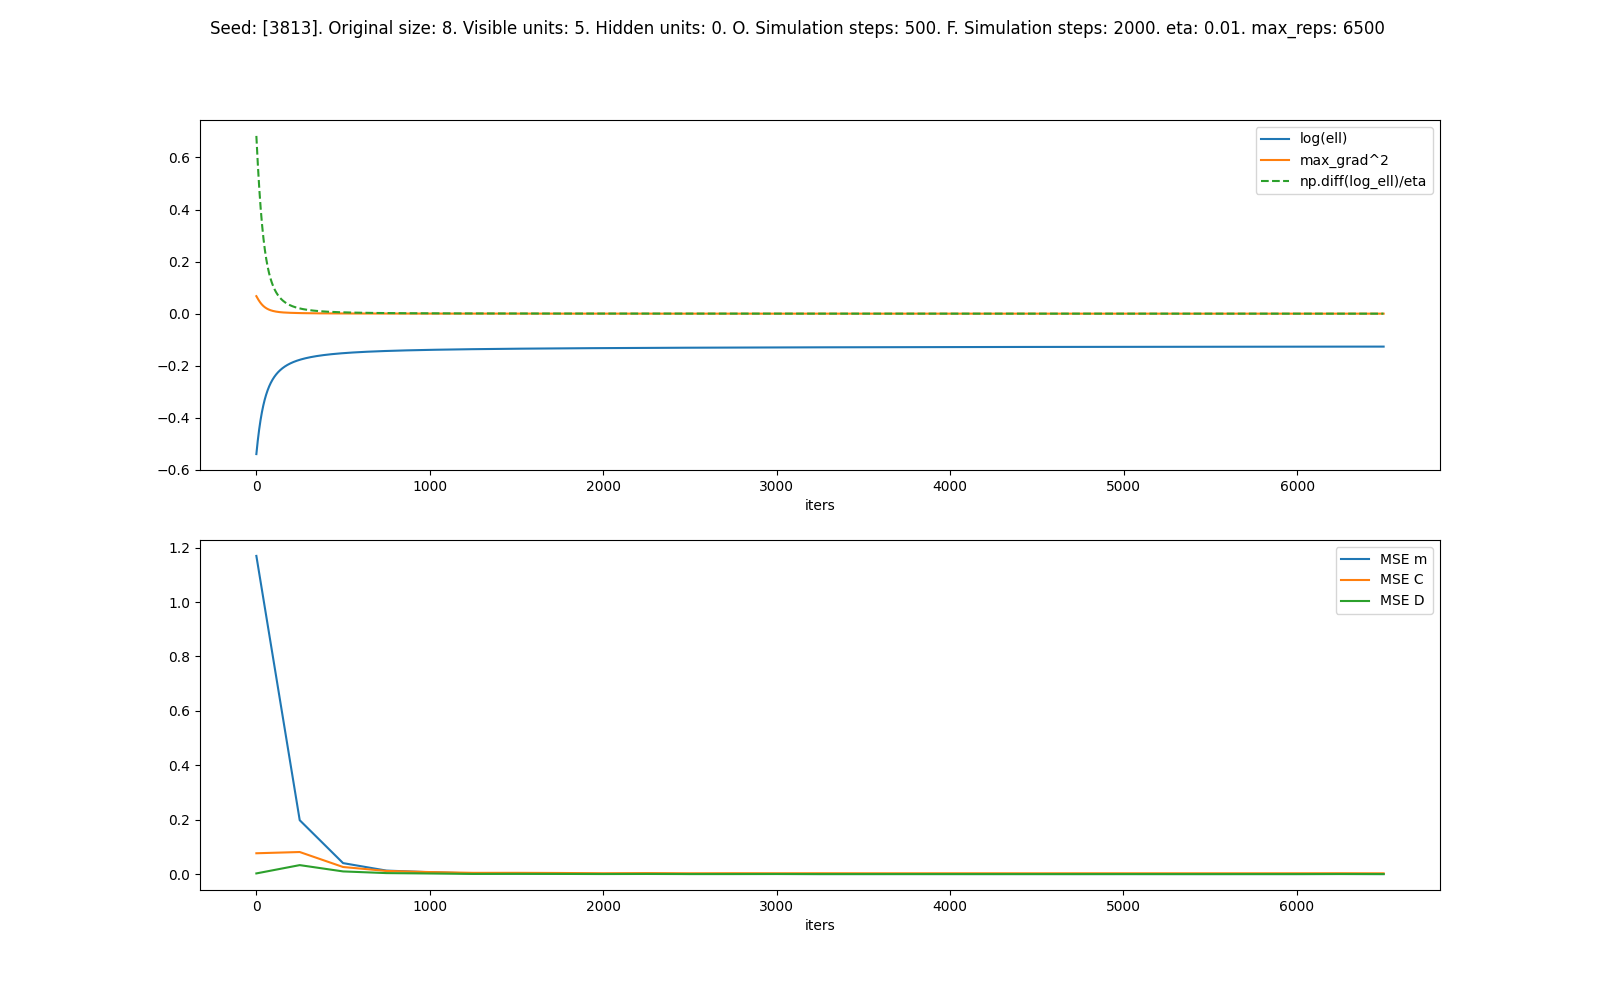 Seed: [3813]. Original size: 8. Visible units: 5. Hidden units: 0. O. Simulation steps: 500. F. Simulation steps: 2000. eta: 0.01. max_reps: 6500
log(ell)
max_grad^2
np.diff(log_ell)/eta
0.6
0.4
0.2
0.0
−0.2
−0.4
−0.6
0 1000 2000 3000 4000 5000 6000
iters
MSE m
MSE C
MSE D
1.2
1.0
0.8
0.6
0.4
0.2
0.0
0 1000 2000 3000 4000 5000 6000
iters